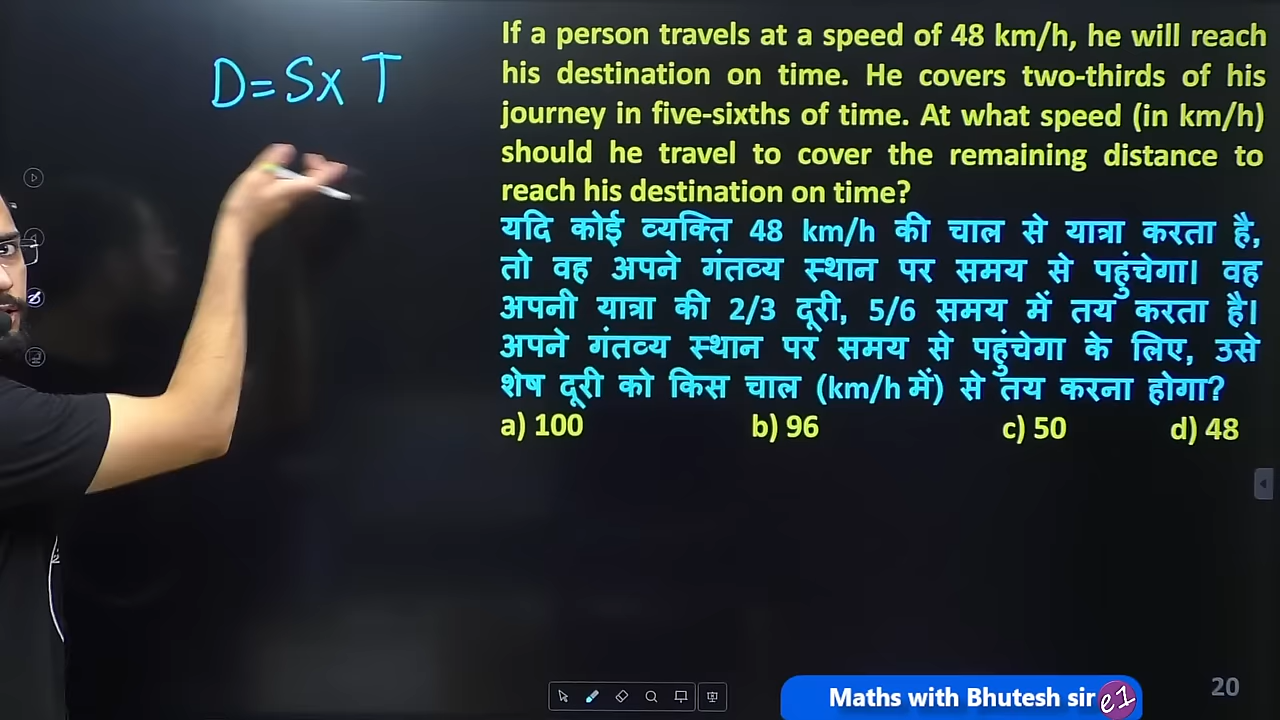 D=S×T
If a person travels at a speed of 48 km/h, he will reach
his destination on time. He covers two-thirds of his
journey in five-sixths of time. At what speed (in km/h)
should he travel to cover the remaining distance to
reach his destination on time?
यदि कोई व्यक्ति 48 km/h की चाल से यात्रा करता है,
तो वह अपने गंतव्य स्थान पर समय से पहुंचेगा। वह
अपनी यात्रा की 2/3 दूरी, 5/6 समय में तय करता है।
अपने गंतव्य स्थान पर समय से पहुंचेगा के लिए, उसे
शेष दूरी को किस चाल (km/h में) से तय करना होगा?
a) 100 b) 96 c) 50 d) 48
Maths with Bhutesh sir e1
20